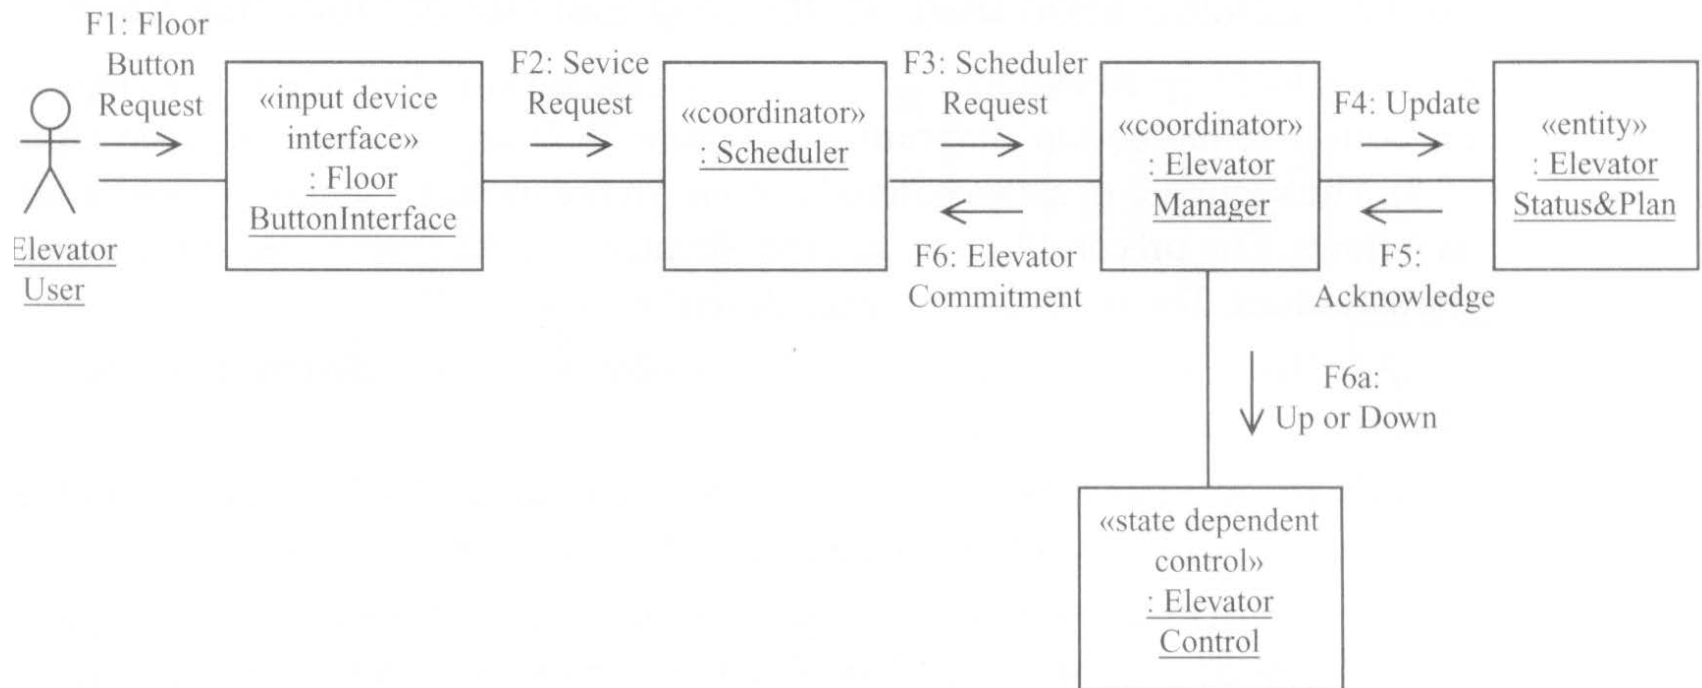 F1: Floor
Button
Request
Elevator
User
«input device
interface»
: Floor
ButtonInterface
F2: Sevice
Request
«coordinator»
: Scheduler
F3: Scheduler
Request
F6: Elevator
Commitment
«coordinator»
: Elevator
Manager
F4: Update
F5:
Acknowledge
«entity»
: Elevator
Status&Plan
F6a:
Up or Down
«state dependent
control»
: Elevator
Control